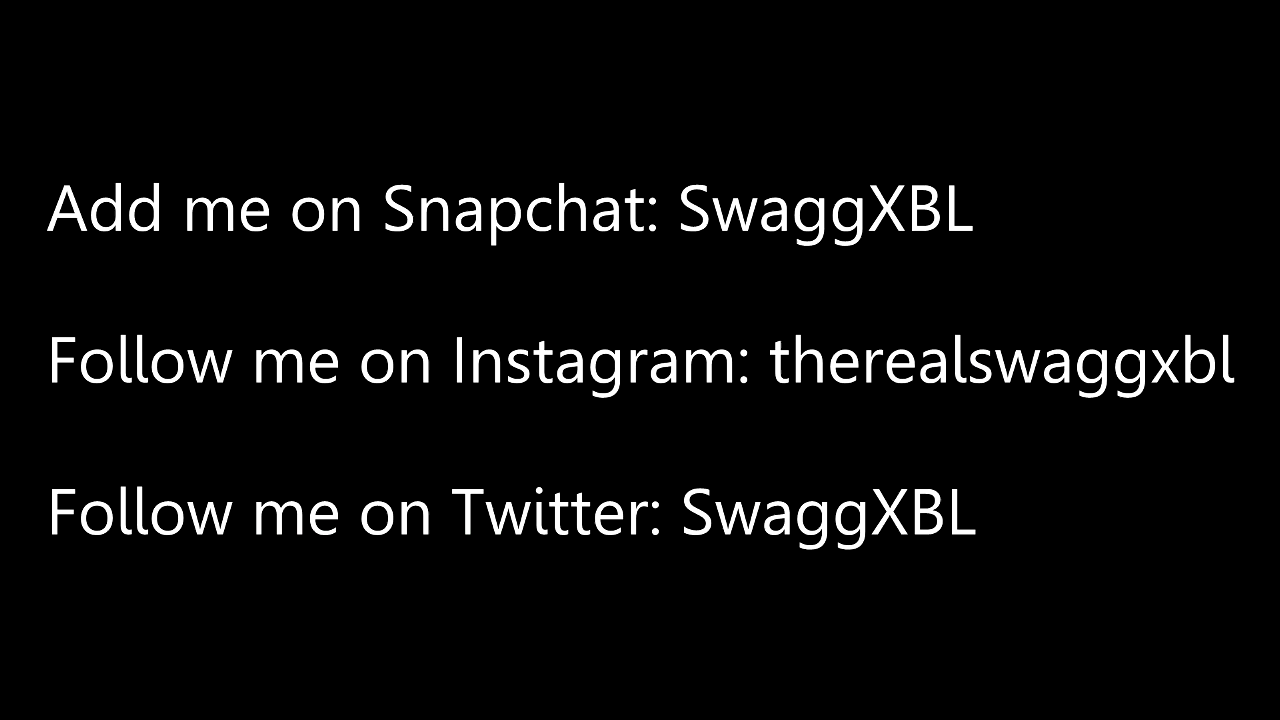 Add me on Snapchat: SwaggXBL
Follow me on Instagram: therealswaggxbl
Follow me on Twitter: SwaggXBL